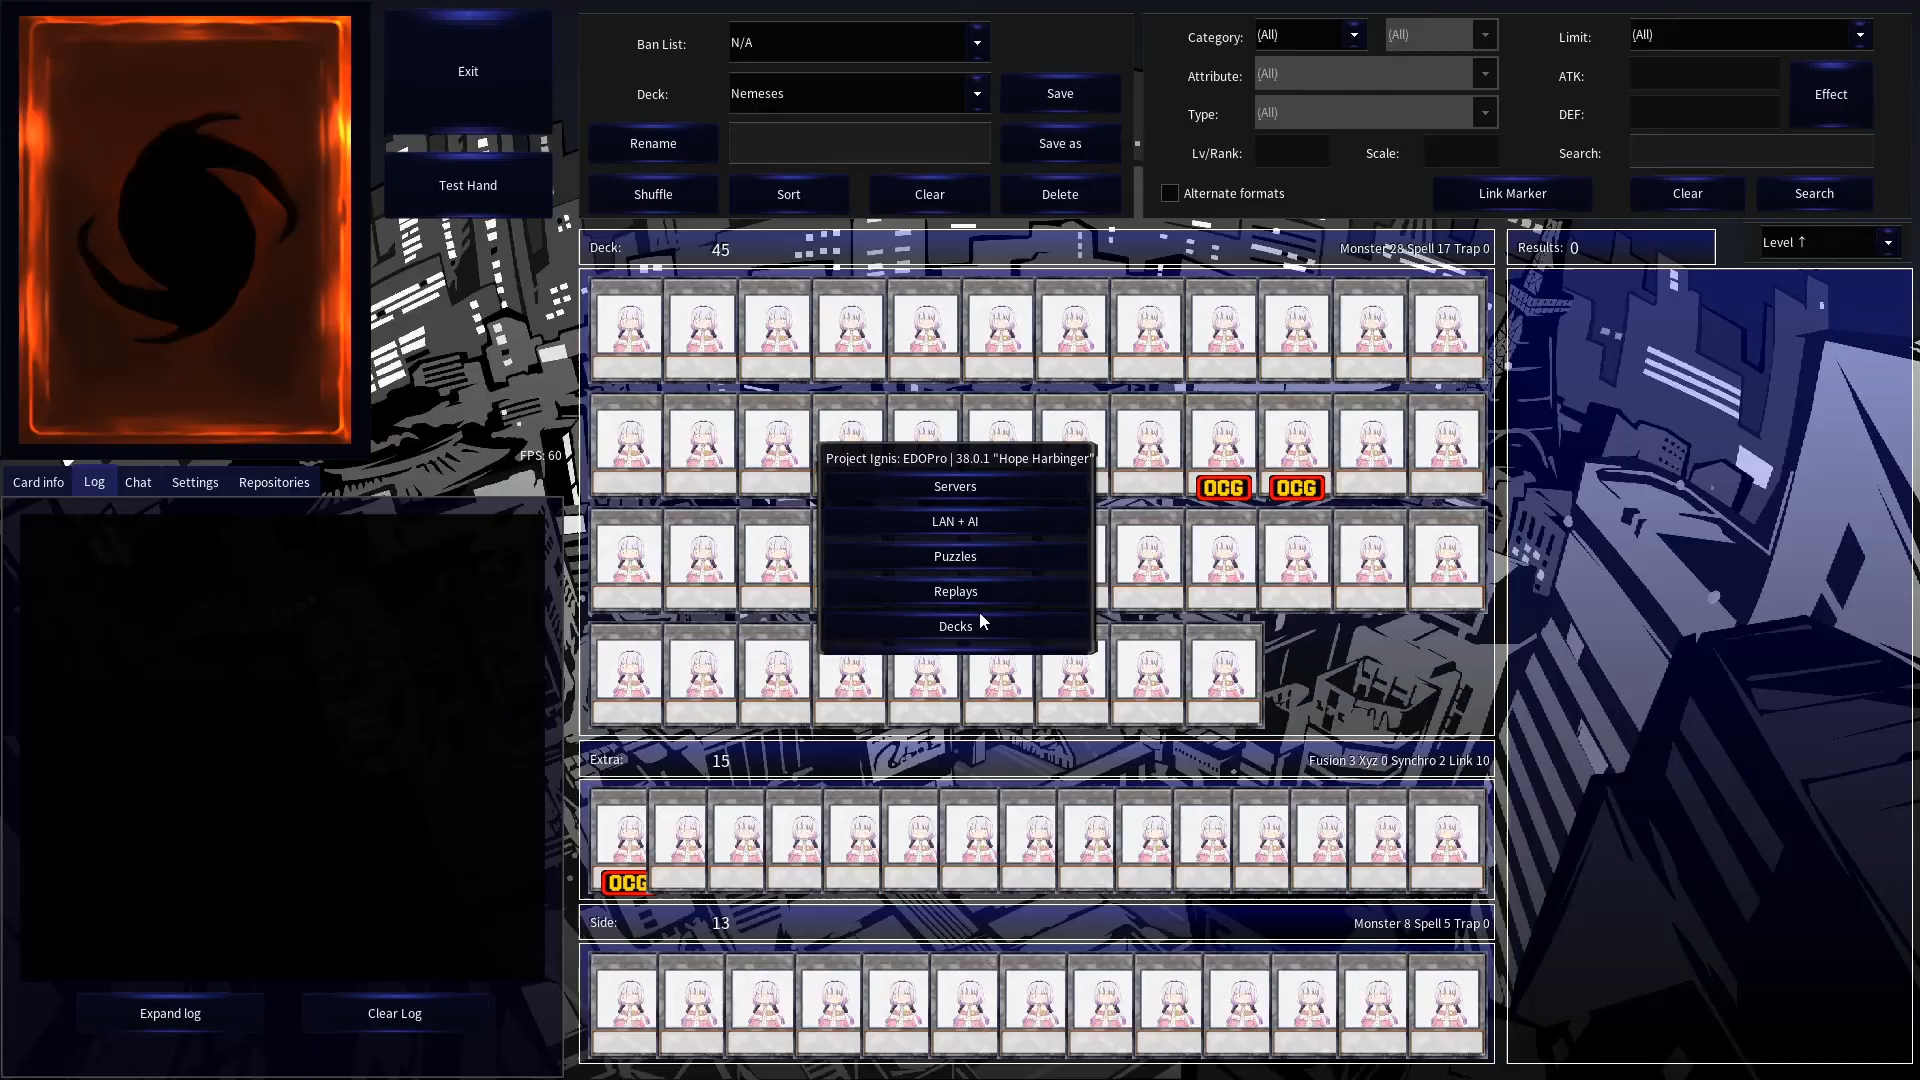 Exit
Test Hand
FPS: 60
Card info Log Chat Settings Repositories
Expand log Clear Log
Ban List: N/A
Deck: Nemeses Save
Rename Save as
Shuffle Sort Clear Delete
Category: (All) (All) Limit: (All)
Attribute: (All) ATK: Effect
Type: (All) DEF:
Lv/Rank: Scale: Search:
Alternate formats Link Marker Clear Search
Deck: 45 Monster 28 Spell 17 Trap 0
Results: 0 Level ↑
OCG OCG
Project Ignis: EDOPro | 38.0.1 "Hope Harbinger"
Servers
LAN + AI
Puzzles
Replays
Decks
Extra: 15 Fusion 3 Xyz 0 Synchro 2 Link 10
OCG
Side: 13 Monster 8 Spell 5 Trap 0